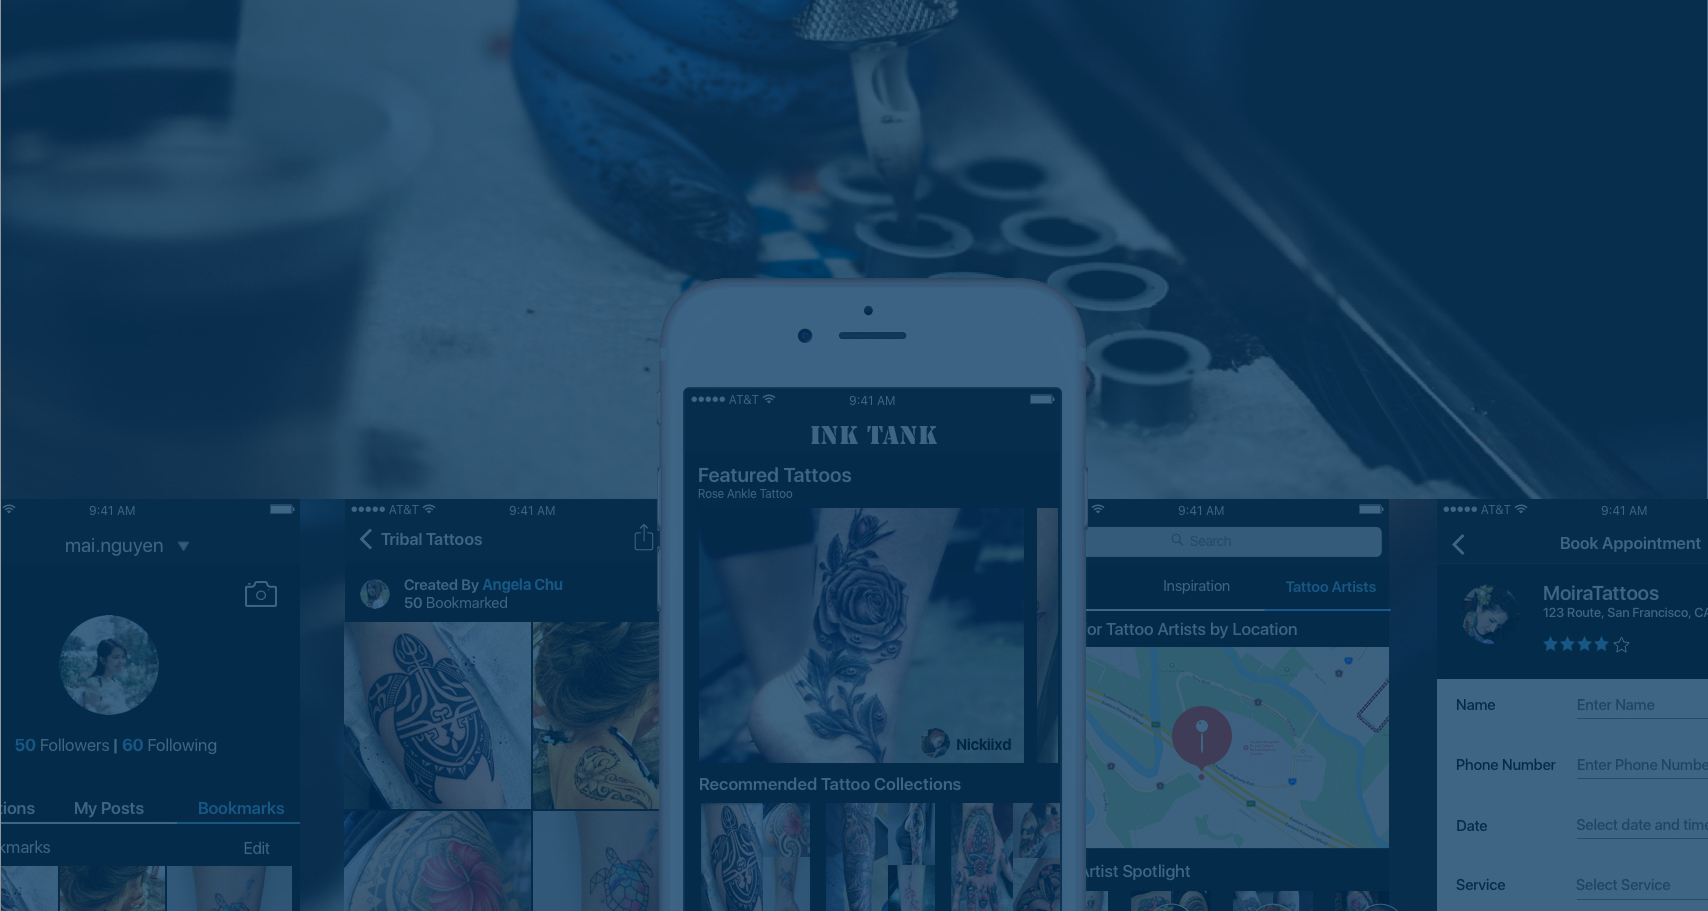 AT&T 9:41 AM
INK TANK
Featured Tattoos
Rose Ankle Tattoo
Nickiixd
Recommended Tattoo Collections
9:41 AM
mai.nguyen
50 Followers | 60 Following
tions My Posts Bookmarks
kmarks Edit
AT&T 9:41 AM
Tribal Tattoos
Created By Angela Chu
50 Bookmarked
9:41 AM
Search
Inspiration Tattoo Artists
or Tattoo Artists by Location
Artist Spotlight
AT&T 9:41 AM
Book Appointment
MoiraTattoos
123 Route, San Francisco, CA
Name Enter Name
Phone Number Enter Phone Numbe
Date Select date and time
Service Select Service